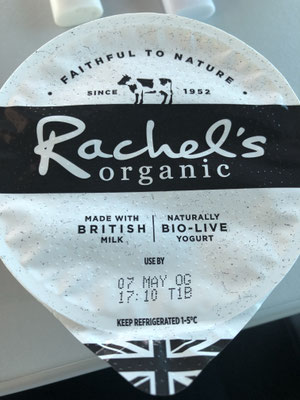 • FAITHFUL TO NATURE •
SINCE 1952
Rachel's
organic
MADE WITH BRITISH MILK
NATURALLY BIO-LIVE YOGURT
USE BY
07 MAY OG
17:10 T1B
KEEP REFRIGERATED 1-5°C